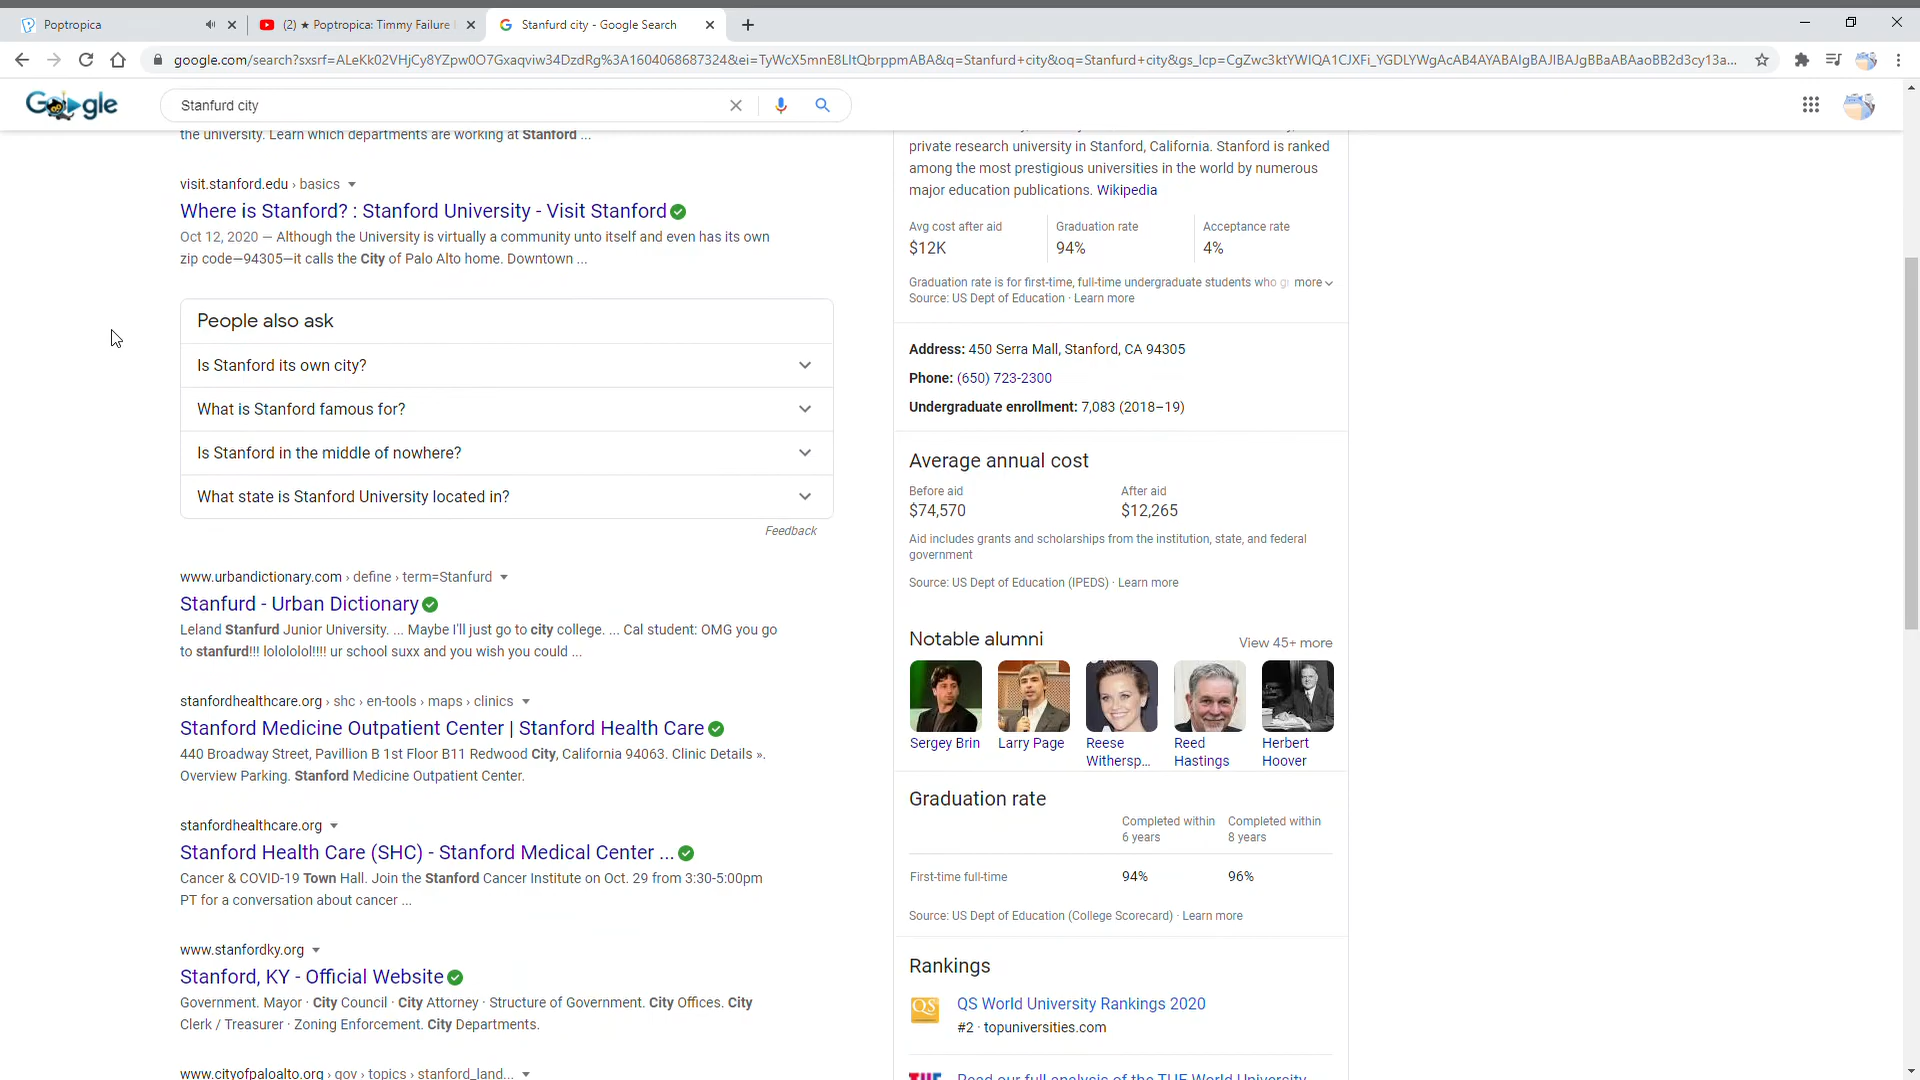 Poptropica
(2) ★ Poptropica: Timmy Failure
Stanfurd city - Google Search
google.com/search?sxsrf=ALeKk02VHjCy8YZpw0O7Gxaqviw34DzdRg%3A1604068687324&ei=TyWcX5mnE8LItQbrppmABA&q=Stanfurd+city&oq=Stanfurd+city&gs_lcp=CgZwc3ktYWIQA1CJXFi_YGDLYWgAcAB4AYABAIgBAJIBAJgBBaABAaoBB2d3cy13a...
Google
Stanfurd city
the university. Learn which departments are working at Stanford ...
visit.stanford.edu › basics
Where is Stanford? : Stanford University - Visit Stanford
Oct 12, 2020 — Although the University is virtually a community unto itself and even has its own
zip code—94305—it calls the City of Palo Alto home. Downtown ...
People also ask
Is Stanford its own city?
What is Stanford famous for?
Is Stanford in the middle of nowhere?
What state is Stanford University located in?
Feedback
www.urbandictionary.com › define › term=Stanfurd
Stanfurd - Urban Dictionary
Leland Stanfurd Junior University. ... Maybe I'll just go to city college. ... Cal student: OMG you go
to stanfurd!!! lolololol!!!! ur school suxx and you wish you could ...
stanfordhealthcare.org › shc › en-tools › maps › clinics
Stanford Medicine Outpatient Center | Stanford Health Care
440 Broadway Street, Pavillion B 1st Floor B11 Redwood City, California 94063. Clinic Details ».
Overview Parking. Stanford Medicine Outpatient Center.
stanfordhealthcare.org
Stanford Health Care (SHC) - Stanford Medical Center ...
Cancer & COVID-19 Town Hall. Join the Stanford Cancer Institute on Oct. 29 from 3:30-5:00pm
PT for a conversation about cancer ...
www.stanfordky.org
Stanford, KY - Official Website
Government. Mayor · City Council · City Attorney · Structure of Government. City Offices. City
Clerk / Treasurer · Zoning Enforcement. City Departments.
www.cityofpaloalto.org › gov › topics › stanford_land...
private research university in Stanford, California. Stanford is ranked
among the most prestigious universities in the world by numerous
major education publications. Wikipedia
Avg cost after aid
$12K
Graduation rate
94%
Acceptance rate
4%
Graduation rate is for first-time, full-time undergraduate students who gr more
Source: US Dept of Education · Learn more
Address: 450 Serra Mall, Stanford, CA 94305
Phone: (650) 723-2300
Undergraduate enrollment: 7,083 (2018–19)
Average annual cost
Before aid
$74,570
After aid
$12,265
Aid includes grants and scholarships from the institution, state, and federal
government
Source: US Dept of Education (IPEDS) · Learn more
Notable alumni
View 45+ more
Sergey Brin
Larry Page
Reese
Withersp...
Reed
Hastings
Herbert
Hoover
Graduation rate
Completed within
6 years
Completed within
8 years
First-time full-time 94% 96%
Source: US Dept of Education (College Scorecard) · Learn more
Rankings
QS
QS World University Rankings 2020
#2 · topuniversities.com
THE
Read our full analysis of the THE World University